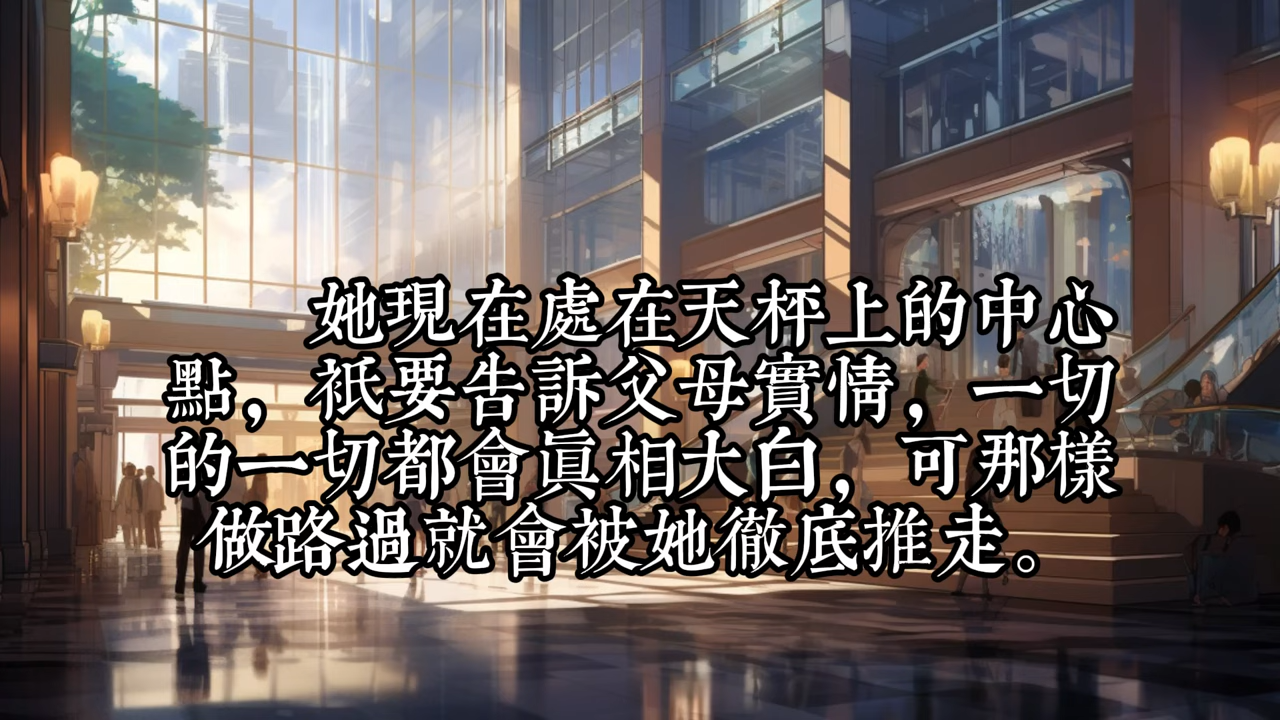 她現在處在天枰上的中心
點，祇要告訴父母實情，一切
的一切都會眞相大白，可那樣
做路過就會被她徹底推走。